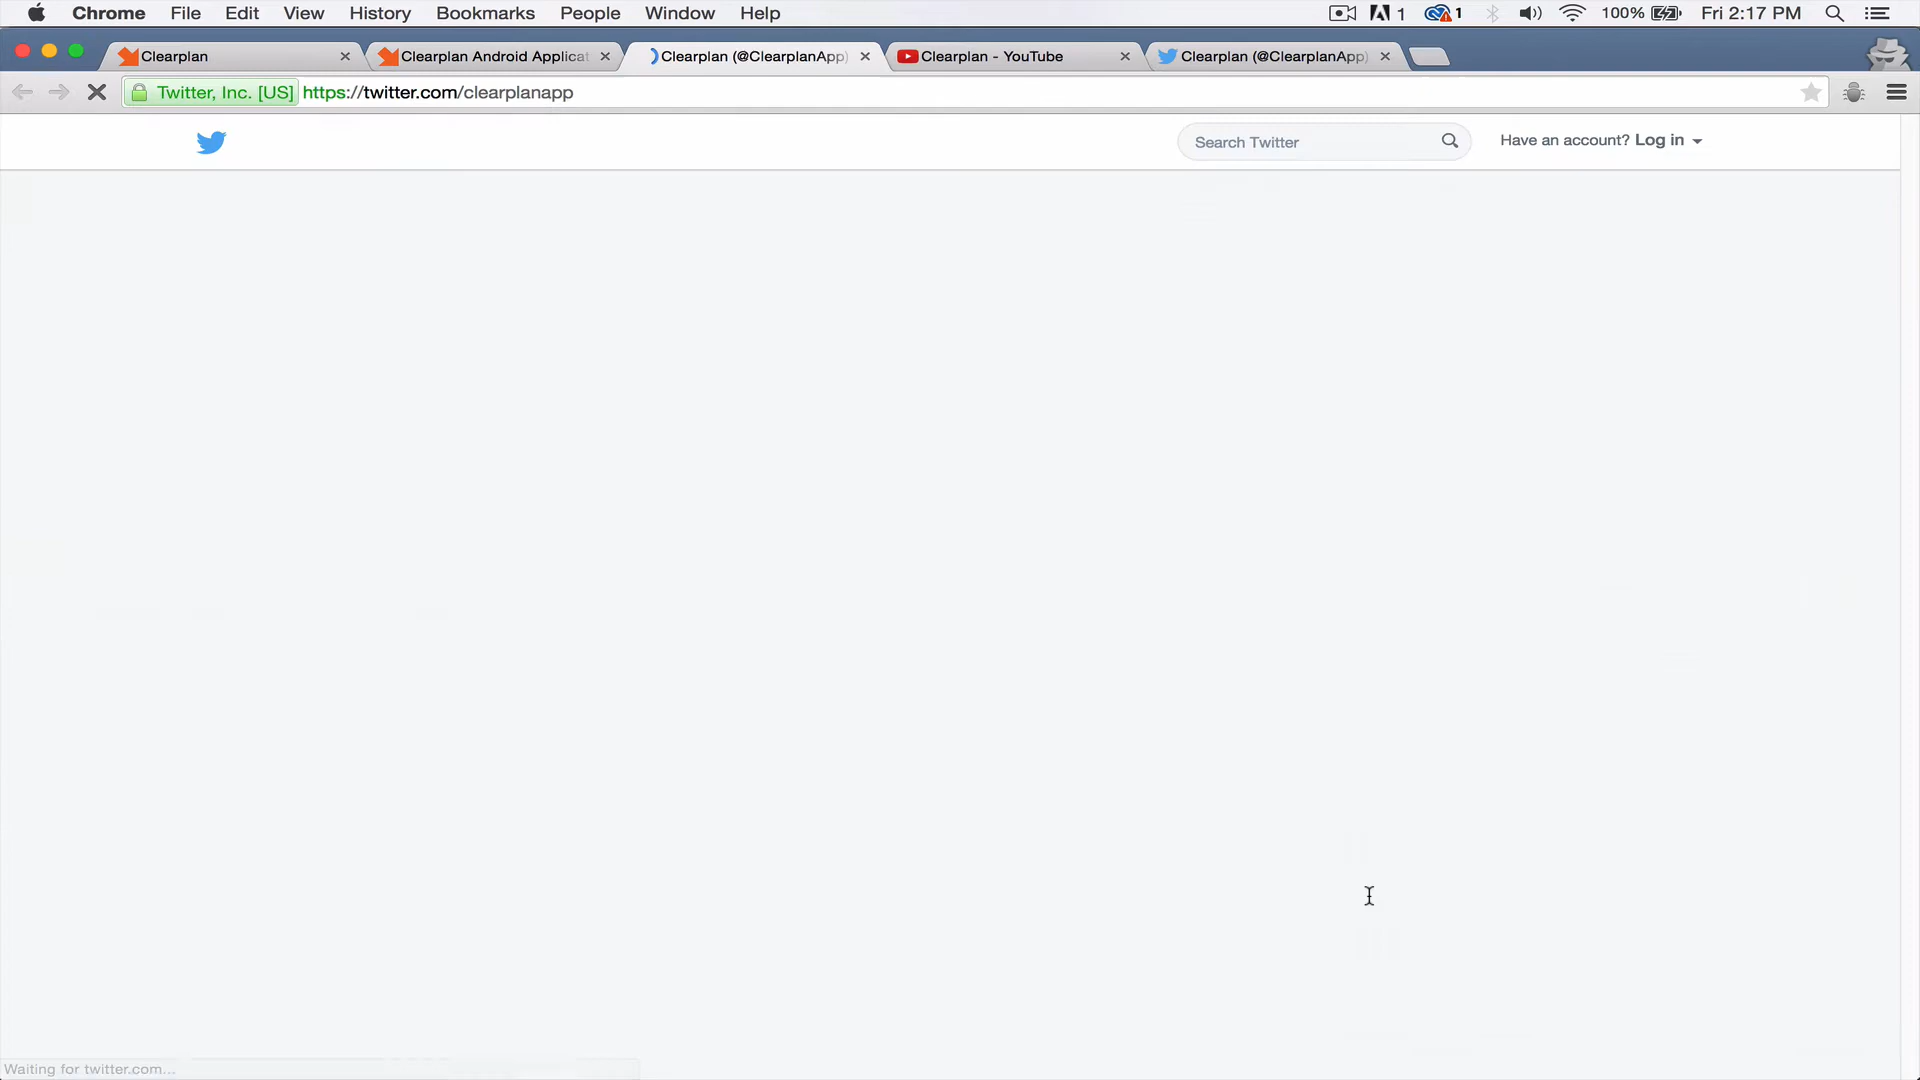 Chrome File Edit View History Bookmarks People Window Help 1 1 100% Fri 2:17 PM
Clearplan Clearplan Android Applicat Clearplan (@ClearplanApp) Clearplan - YouTube Clearplan (@ClearplanApp)
Twitter, Inc. [US] https://twitter.com/clearplanapp
Search Twitter Have an account? Log in
Waiting for twitter.com...